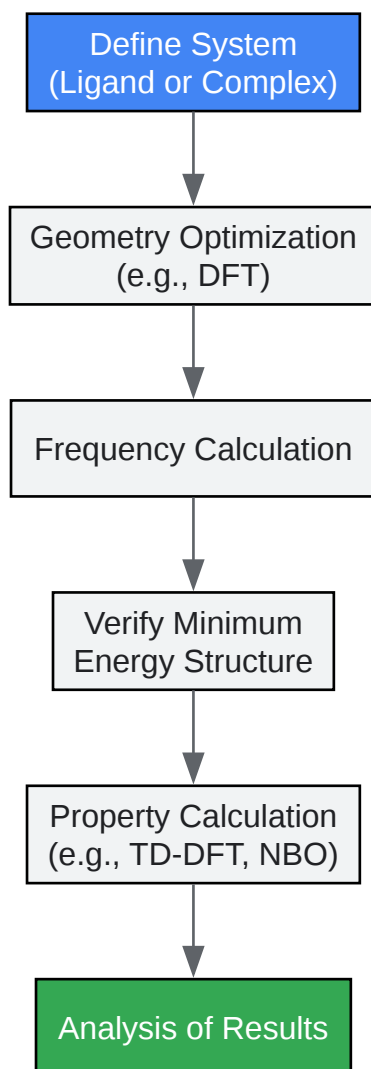 Define System
(Ligand or Complex)
Geometry Optimization
(e.g., DFT)
Frequency Calculation
Verify Minimum
Energy Structure
Property Calculation
(e.g., TD-DFT, NBO)
Analysis of Results